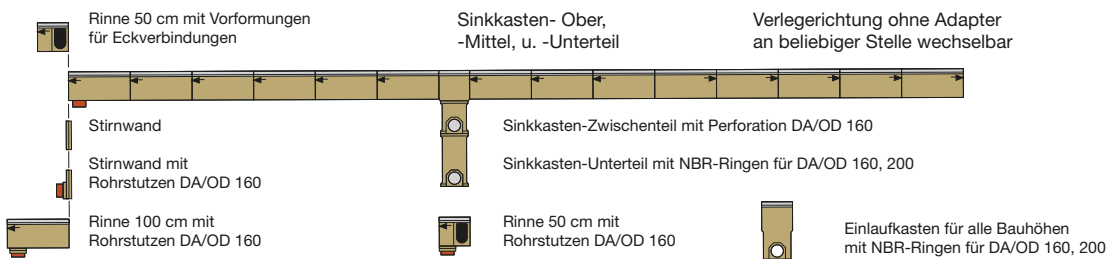 Rinne 50 cm mit Vorformungen
für Eckverbindungen
Sinkkasten- Ober,
-Mittel, u. -Unterteil
Verlegerichtung ohne Adapter
an beliebiger Stelle wechselbar
Stirnwand
Sinkkasten-Zwischenteil mit Perforation DA/OD 160
Stirnwand mit
Rohrstutzen DA/OD 160
Sinkkasten-Unterteil mit NBR-Ringen für DA/OD 160, 200
Rinne 100 cm mit
Rohrstutzen DA/OD 160
Rinne 50 cm mit
Rohrstutzen DA/OD 160
Einlaufkasten für alle Bauhöhen
mit NBR-Ringen für DA/OD 160, 200